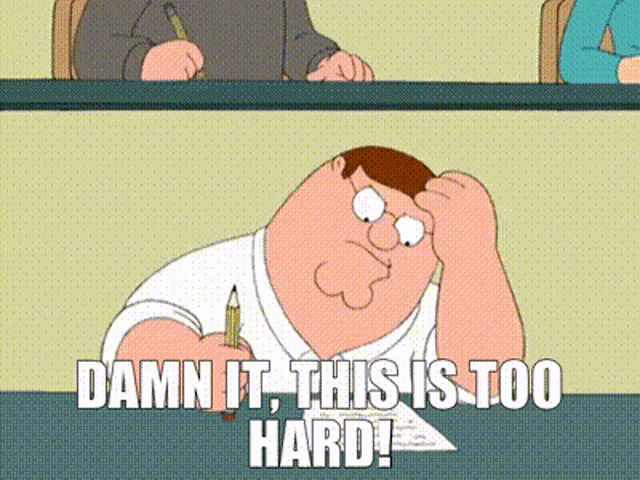 DAMN IT, THIS IS TOO
HARD!